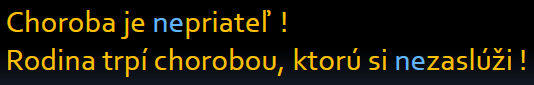 Choroba je nepriateľ !
Rodina trpí chorobou, ktorú si nezaslúži !